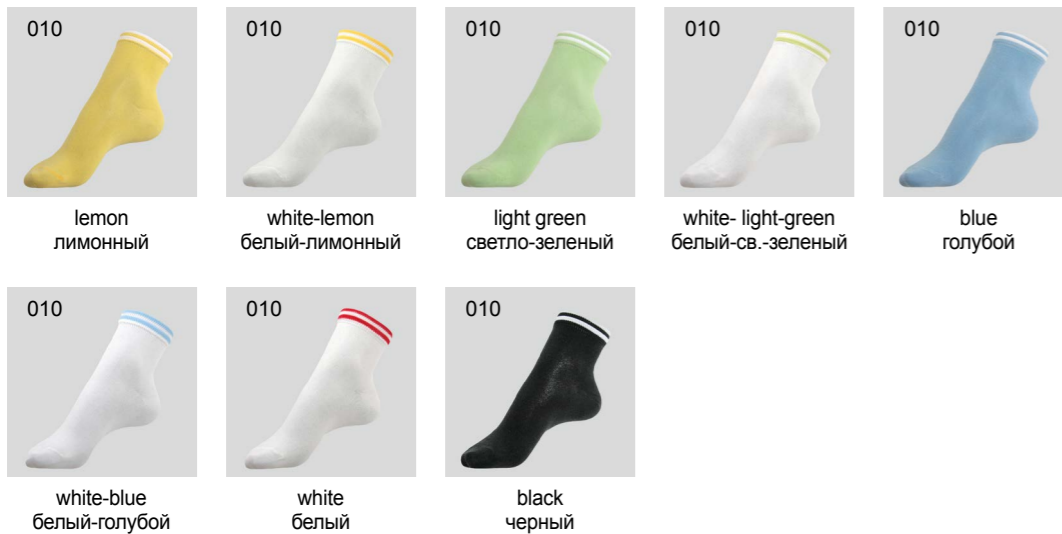 010
lemon
лимонный
010
white-lemon
белый-лимонный
010
light green
светло-зеленый
010
white- light-green
белый-св.-зеленый
010
blue
голубой
010
white-blue
белый-голубой
010
white
белый
010
black
черный